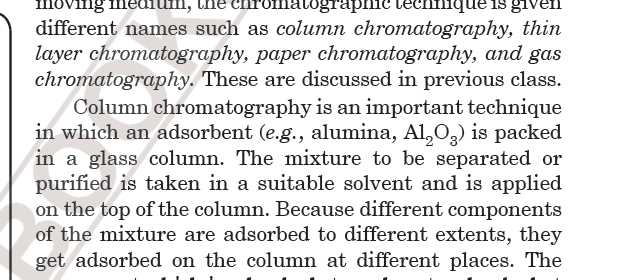 moving medium, the chromatographic technique is given
different names such as column chromatography, thin
layer chromatography, paper chromatography, and gas
chromatography. These are discussed in previous class.
Column chromatography is an important technique
in which an adsorbent (e.g., alumina, Al₂O₃) is packed
in a glass column. The mixture to be separated or
purified is taken in a suitable solvent and is applied
on the top of the column. Because different components
of the mixture are adsorbed to different extents, they
get adsorbed on the column at different places. The
BOOK